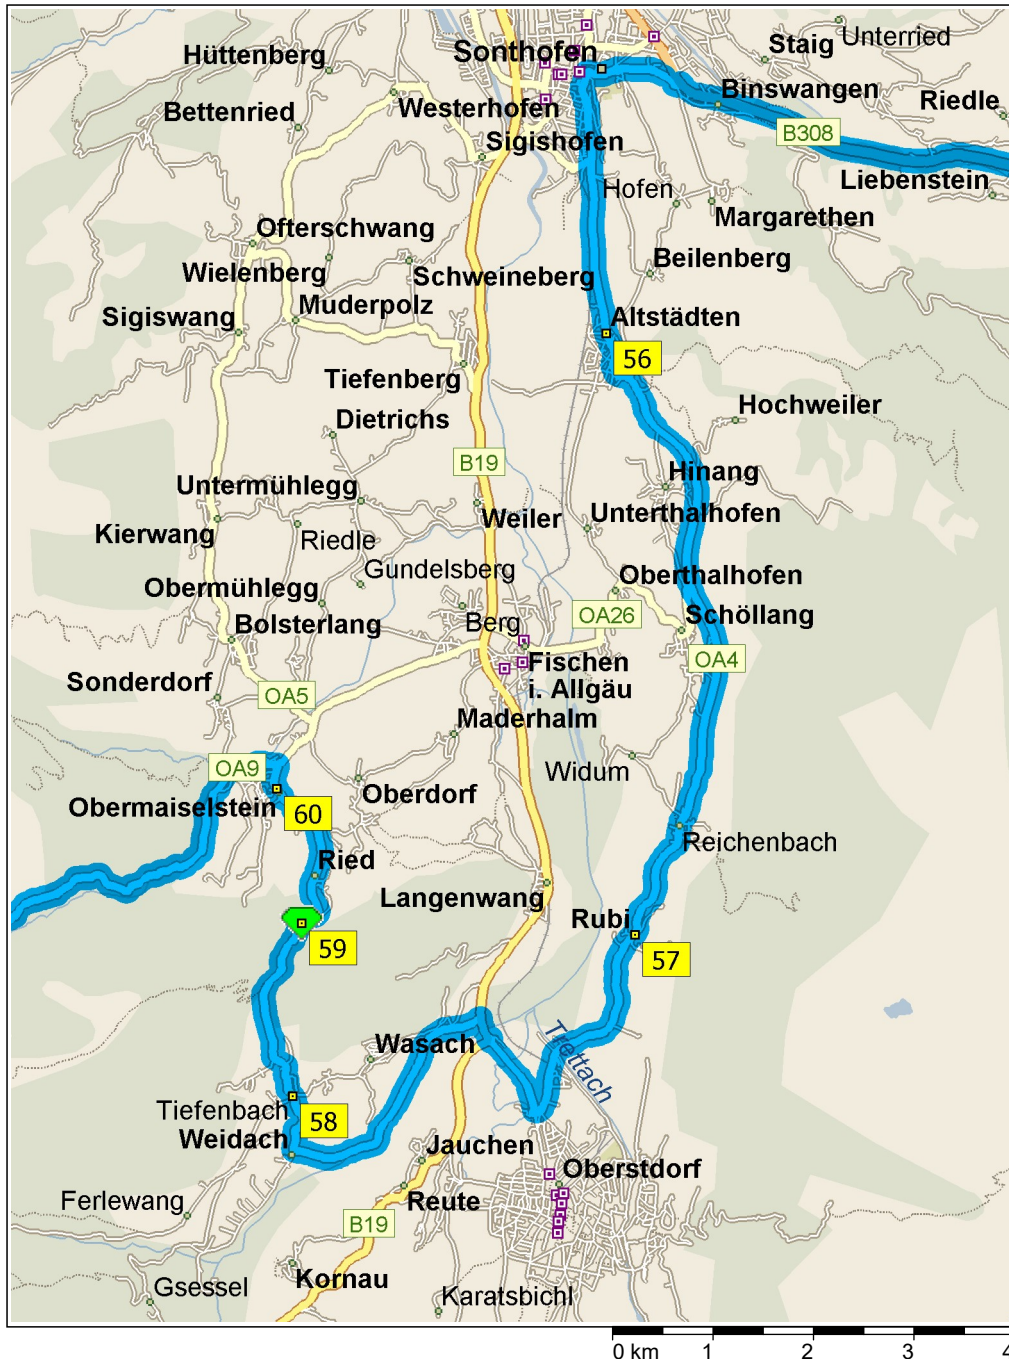 Staig
Unterried
Hüttenberg
Sonthofen
Binswangen
Riedle
Bettenried
Westerhofen
B308
Sigishofen
Liebenstein
Hofen
Margarethen
Ofterschwang
Beilenberg
Wielenberg
Schweineberg
Sigiswang
Muderpolz
Altstädten
56
Tiefenberg
Hochweiler
Dietrichs
B19
Hinang
Untermühlegg
Weiler
Unterthalhofen
Kierwang
Riedle
Gundelsberg
Oberthalhofen
Obermühlegg
Berg
OA26
Schöllang
Bolsterlang
Fischen
i. Allgäu
OA4
Sonderdorf
OA5
Maderhalm
OA9
Widum
Obermaiselstein
60
Oberdorf
Reichenbach
Ried
Langenwang
Rubi
59
57
Wasach
Trettach
Tiefenbach
58
Weidach
Jauchen
Oberstdorf
Ferlewang
Reute
B19
Kornau
Gsessel
Karatsbichl
0 km 1 2 3 4